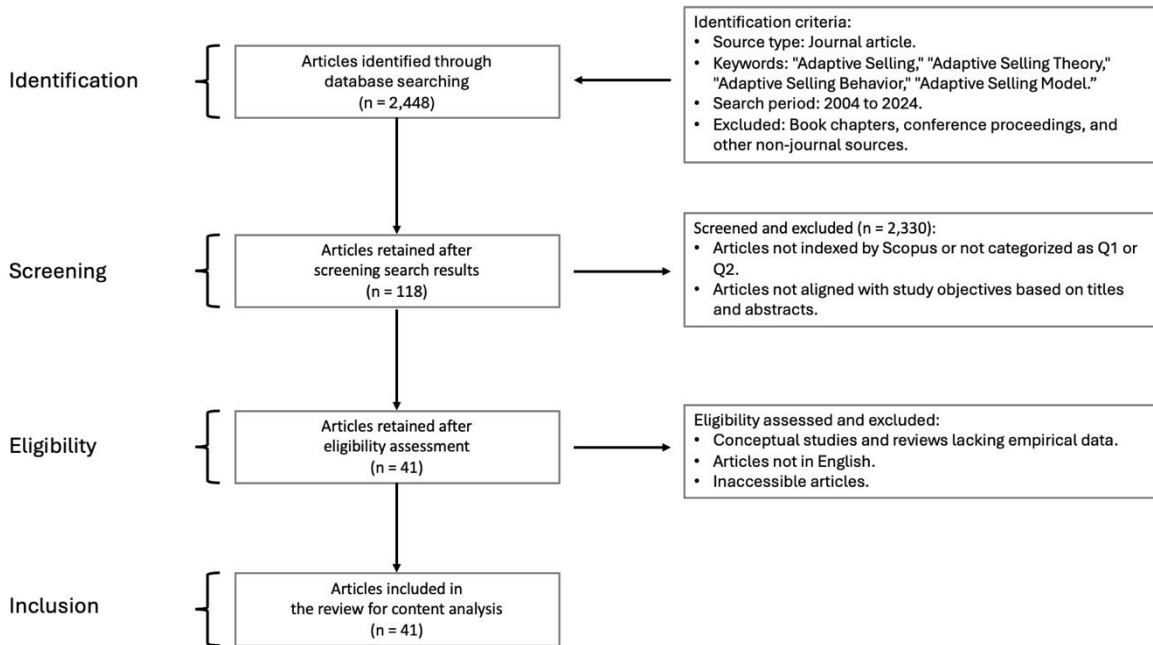 Identification
Articles identified through
database searching
(n = 2,448)
Identification criteria:
• Source type: Journal article.
• Keywords: "Adaptive Selling," "Adaptive Selling Theory,"
"Adaptive Selling Behavior," "Adaptive Selling Model.”
• Search period: 2004 to 2024.
• Excluded: Book chapters, conference proceedings, and
other non-journal sources.
Screening
Articles retained after
screening search results
(n = 118)
Screened and excluded (n = 2,330):
• Articles not indexed by Scopus or not categorized as Q1 or
Q2.
• Articles not aligned with study objectives based on titles
and abstracts.
Eligibility
Articles retained after
eligibility assessment
(n = 41)
Eligibility assessed and excluded:
• Conceptual studies and reviews lacking empirical data.
• Articles not in English.
• Inaccessible articles.
Inclusion
Articles included in
the review for content analysis
(n = 41)